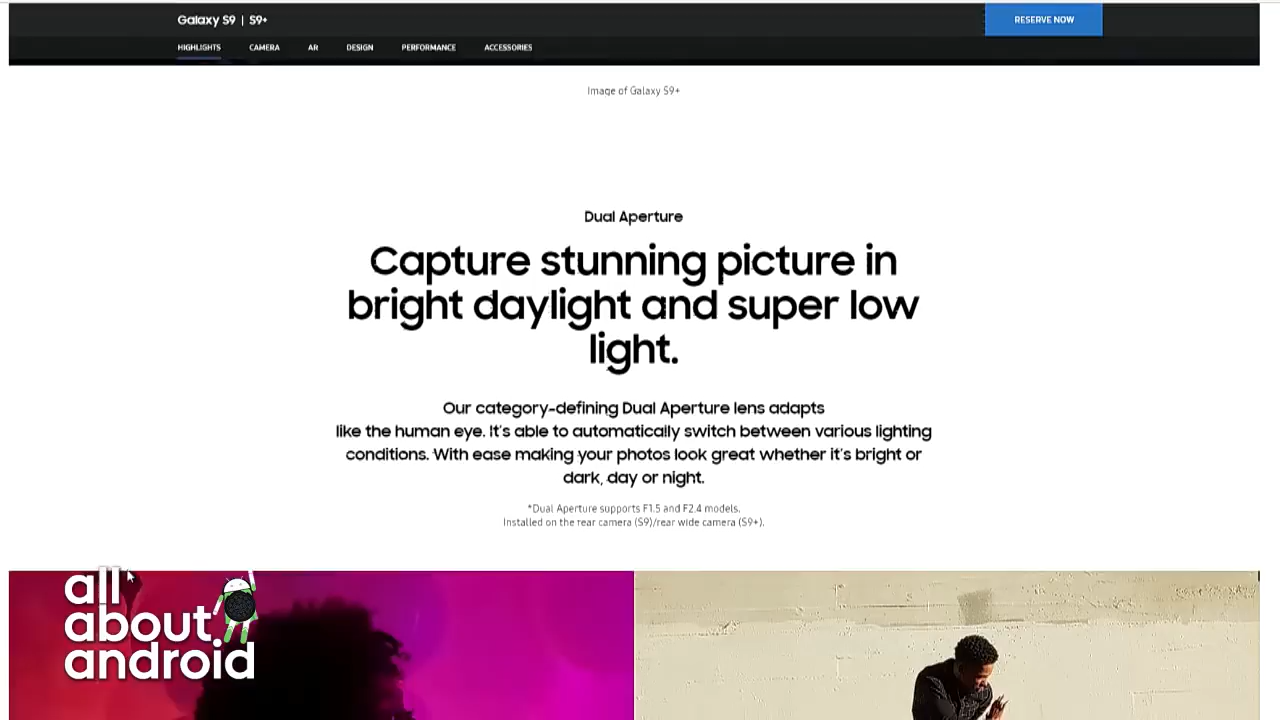 Galaxy S9 | S9+
RESERVE NOW
HIGHLIGHTS CAMERA AR DESIGN PERFORMANCE ACCESSORIES
Image of Galaxy S9+
Dual Aperture
Capture stunning picture in
bright daylight and super low
light.
Our category-defining Dual Aperture lens adapts
like the human eye. It's able to automatically switch between various lighting
conditions. With ease making your photos look great whether it's bright or
dark, day or night.
*Dual Aperture supports F1.5 and F2.4 models.
Installed on the rear camera (S9)/rear wide camera (S9+).
all
about
android